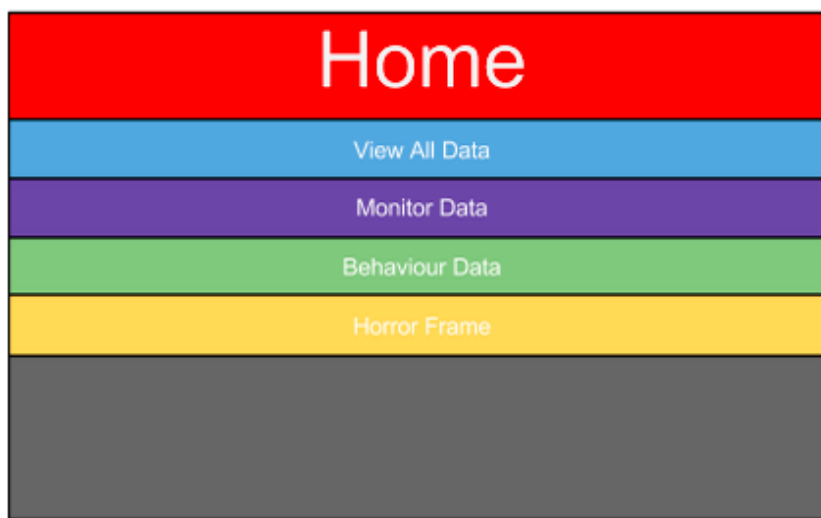 Home
View All Data
Monitor Data
Behaviour Data
Horror Frame